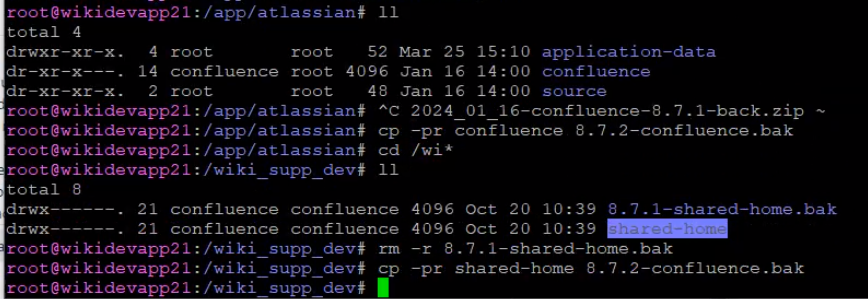 root@wikidevapp21:/app/atlassian# ll
total 4
drwxr-xr-x.  4 root       root         52 Mar 25 15:10 application-data
dr-xr-x---. 14 confluence root       4096 Jan 16 14:00 confluence
dr-xr-xr-x.  2 root       root         48 Jan 16 14:00 source
root@wikidevapp21:/app/atlassian# ^C 2024_01_16-confluence-8.7.1-back.zip ~
root@wikidevapp21:/app/atlassian# cp -pr confluence 8.7.2-confluence.bak
root@wikidevapp21:/app/atlassian# cd /wi*
root@wikidevapp21:/wiki_supp_dev# ll
total 8
drwx------. 21 confluence confluence 4096 Oct 20 10:39 8.7.1-shared-home.bak
drwx------. 21 confluence confluence 4096 Oct 20 10:39 shared-home
root@wikidevapp21:/wiki_supp_dev# rm -r 8.7.1-shared-home.bak
root@wikidevapp21:/wiki_supp_dev# cp -pr shared-home 8.7.2-confluence.bak
root@wikidevapp21:/wiki_supp_dev#